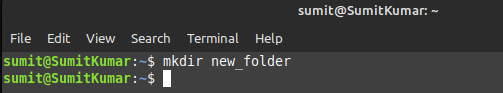 sumit@SumitKumar: ~
File Edit View Search Terminal Help
sumit@SumitKumar:~$ mkdir new_folder
sumit@SumitKumar:~$